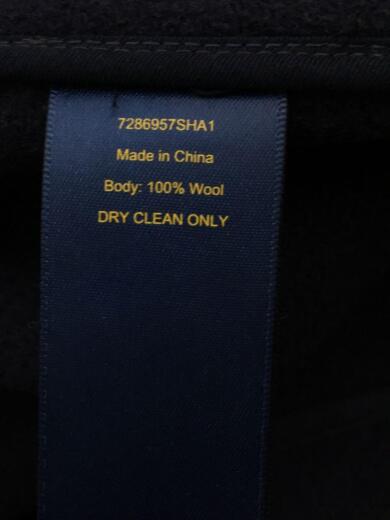 7286957SHA1
Made in China
Body: 100% Wool
DRY CLEAN ONLY